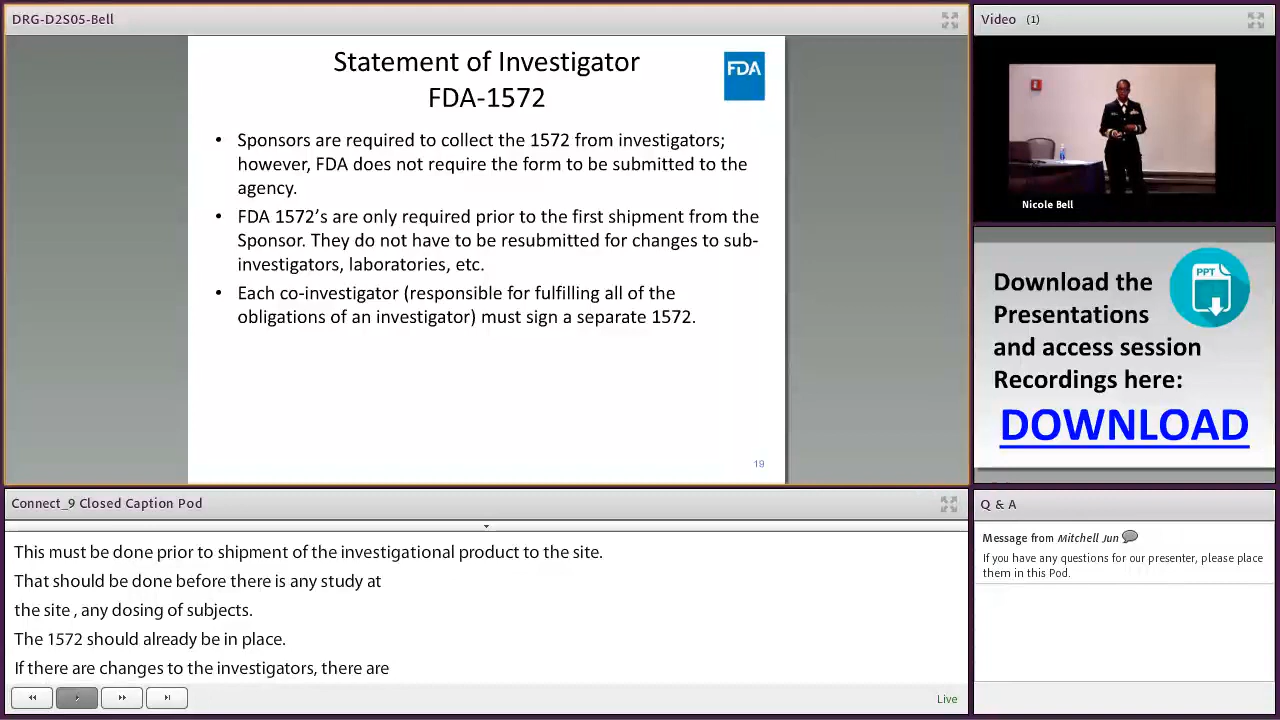 DRG-D2S05-Bell
Statement of Investigator
FDA-1572
FDA
• Sponsors are required to collect the 1572 from investigators;
however, FDA does not require the form to be submitted to the
agency.
• FDA 1572’s are only required prior to the first shipment from the
Sponsor. They do not have to be resubmitted for changes to sub-
investigators, laboratories, etc.
• Each co-investigator (responsible for fulfilling all of the
obligations of an investigator) must sign a separate 1572.
19
Video (1)
Nicole Bell
Download the
Presentations
and access session
Recordings here:
DOWNLOAD
PPT
Connect_9 Closed Caption Pod
This must be done prior to shipment of the investigational product to the site.
That should be done before there is any study at
the site , any dosing of subjects.
The 1572 should already be in place.
If there are changes to the investigators, there are
Live
Q & A
Message from Mitchell Jun
If you have any questions for our presenter, please place
them in this Pod.